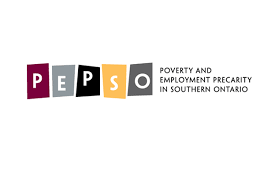 PEPSO
POVERTY AND
EMPLOYMENT PRECARITY
IN SOUTHERN ONTARIO